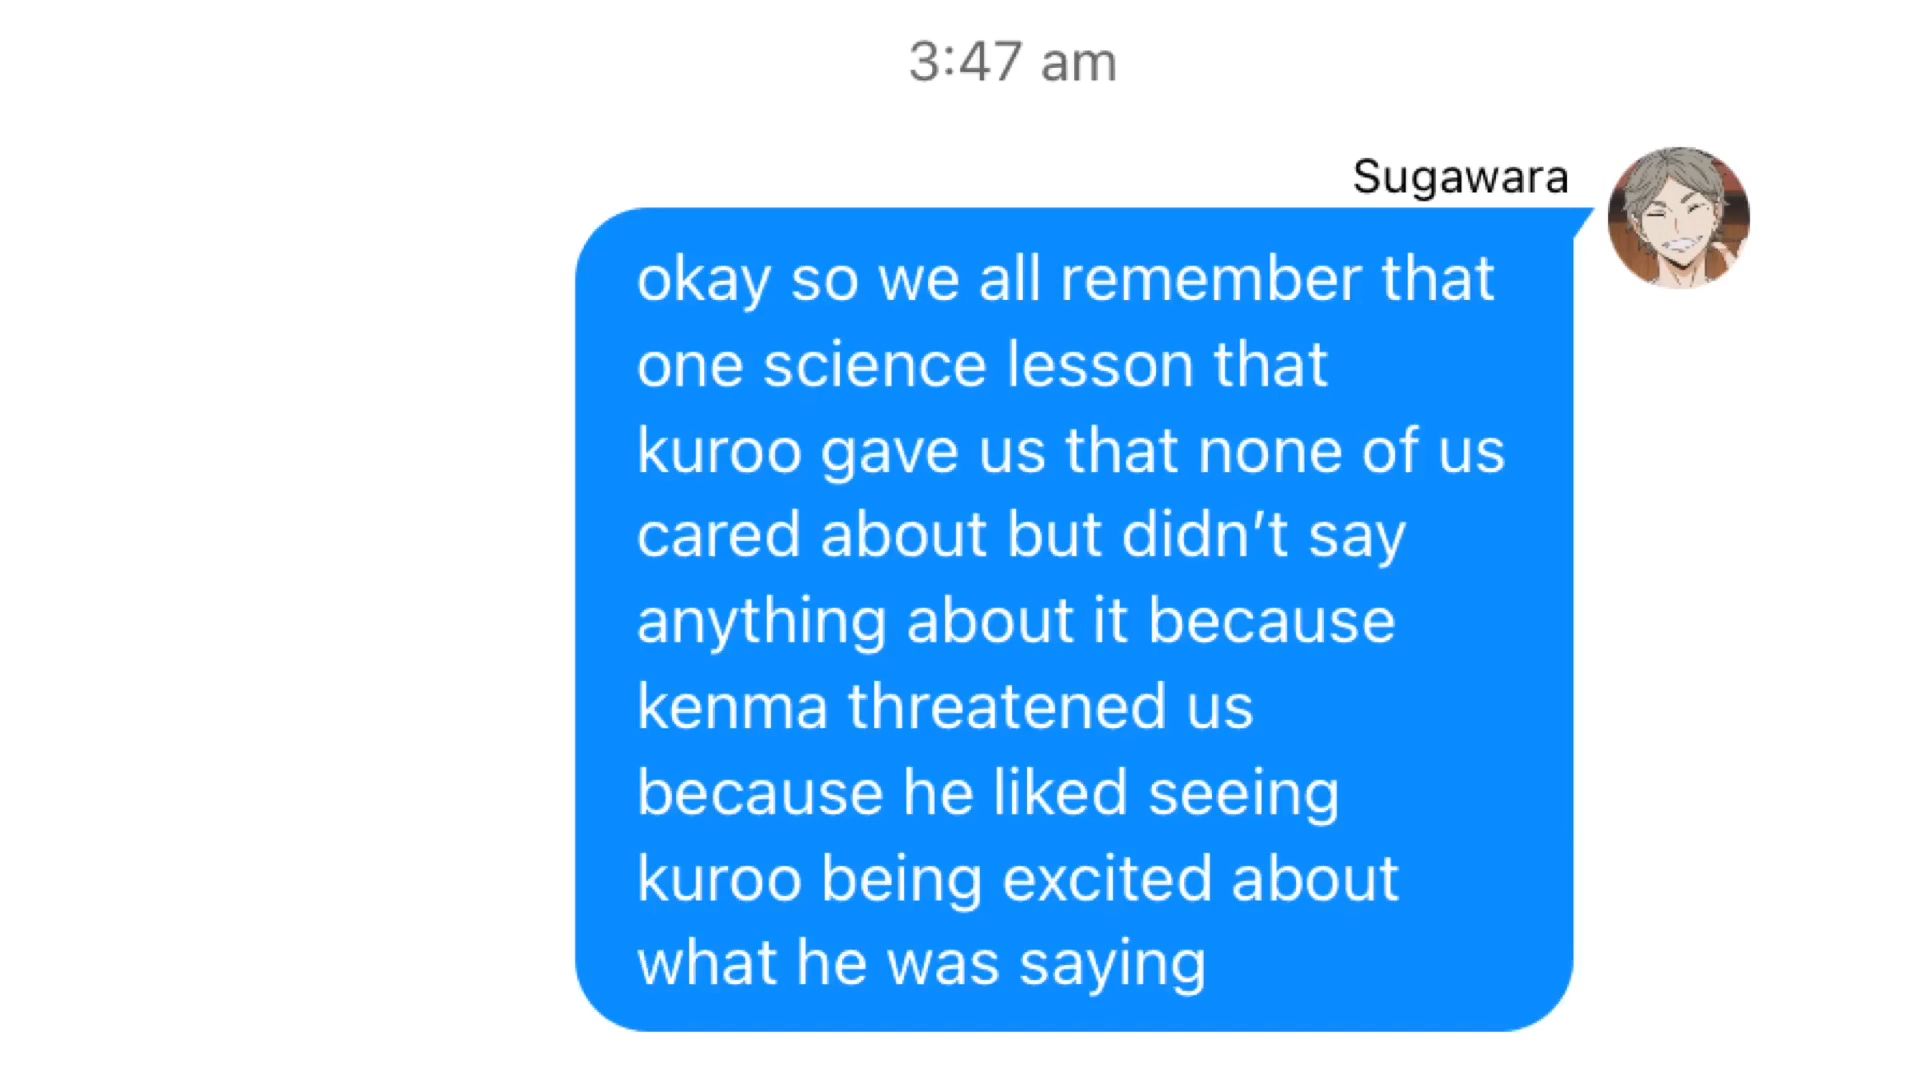 3:47 am
Sugawara
okay so we all remember that
one science lesson that
kuroo gave us that none of us
cared about but didn’t say
anything about it because
kenma threatened us
because he liked seeing
kuroo being excited about
what he was saying